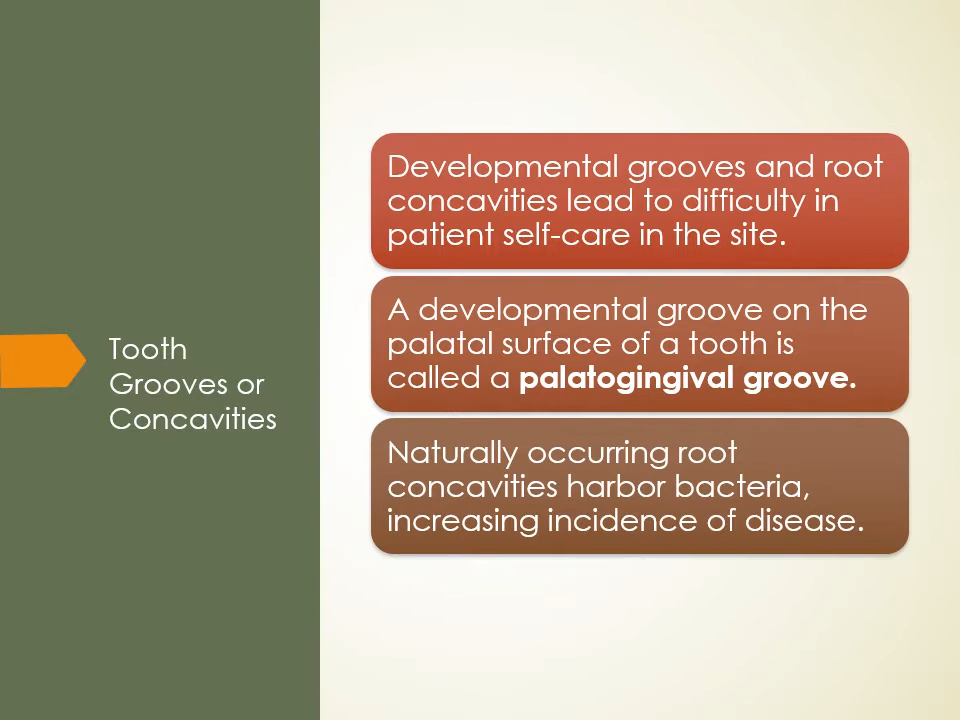 Tooth
Grooves or
Concavities
Developmental grooves and root
concavities lead to difficulty in
patient self-care in the site.
A developmental groove on the
palatal surface of a tooth is
called a palatogingival groove.
Naturally occurring root
concavities harbor bacteria,
increasing incidence of disease.